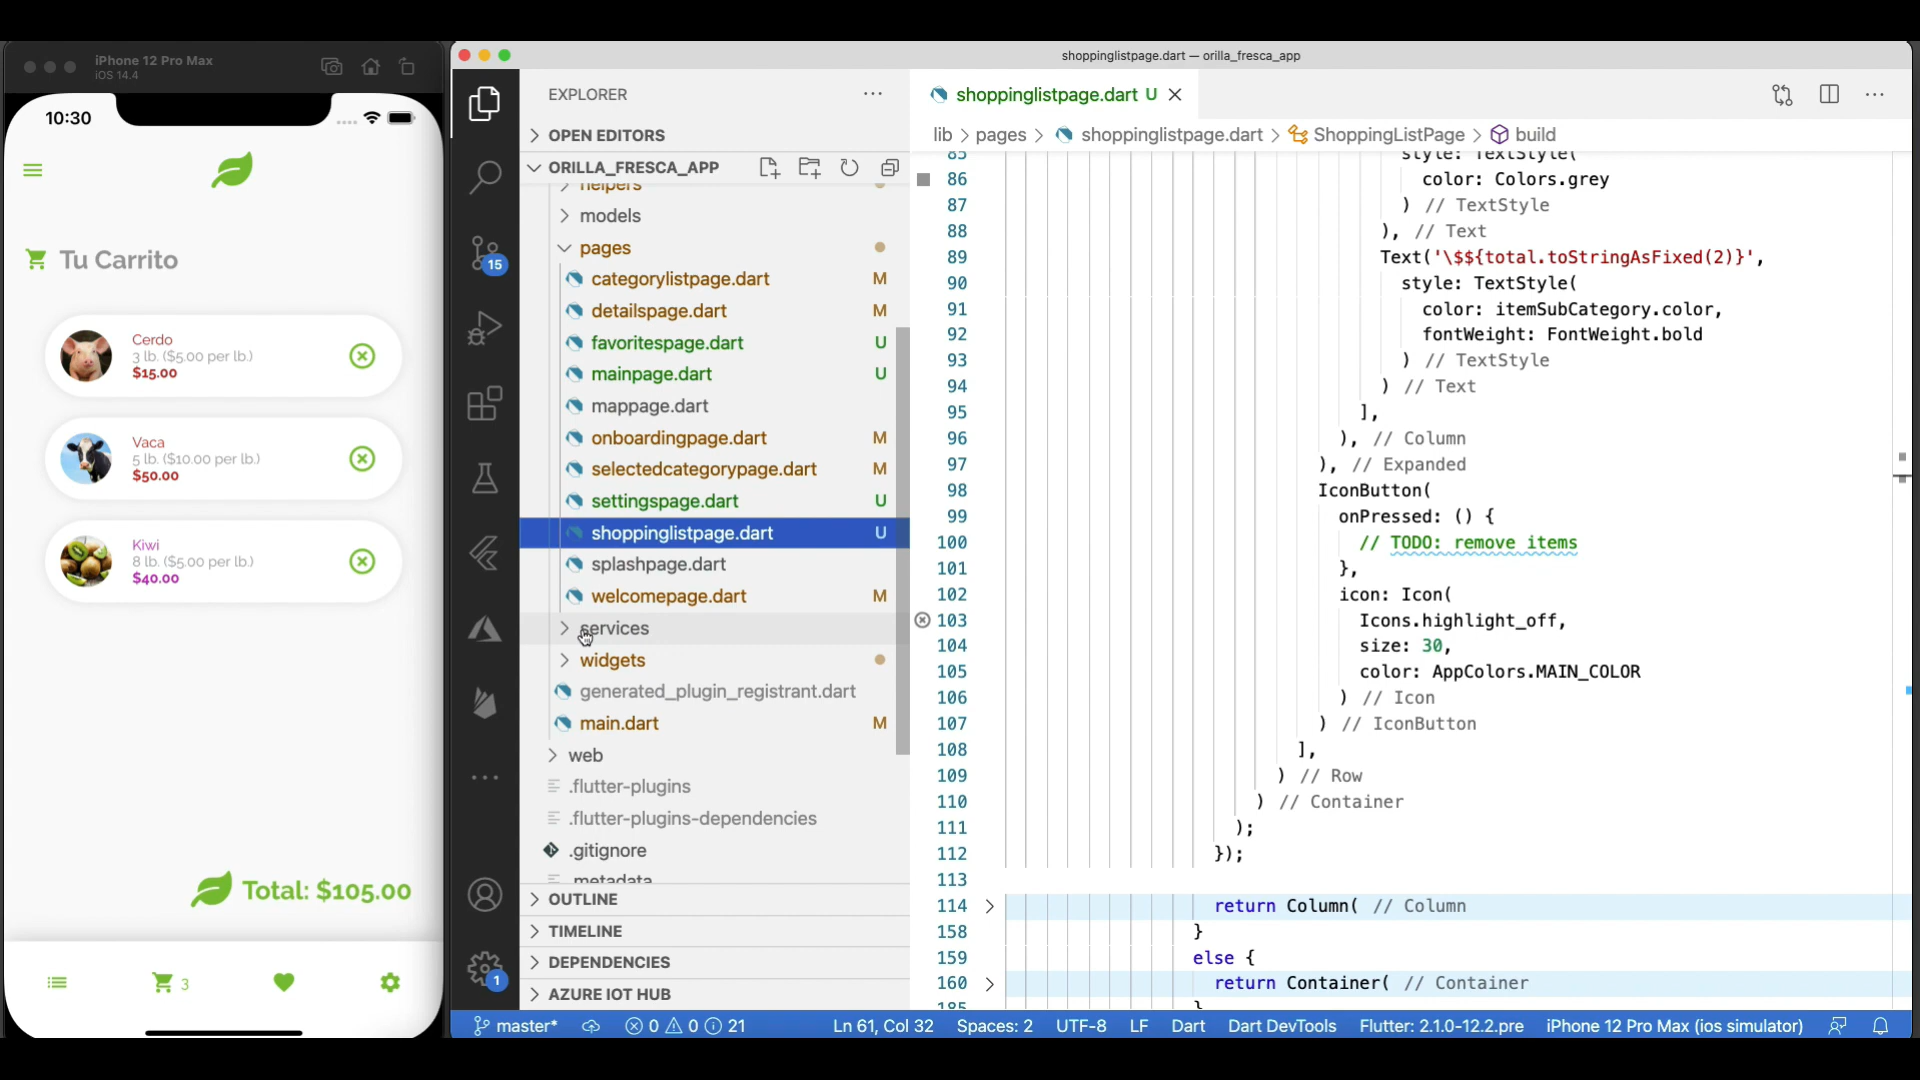 iPhone 12 Pro Max
iOS 14.4
10:30
Tu Carrito
Cerdo
3 lb. ($5.00 per lb.)
$15.00
Vaca
5 lb. ($10.00 per lb.)
$50.00
Kiwi
8 lb. ($5.00 per lb.)
$40.00
Total: $105.00
3
shoppinglistpage.dart — orilla_fresca_app
15
1
EXPLORER
OPEN EDITORS
ORILLA_FRESCA_APP
helpers
models
pages
categorylistpage.dart M
detailspage.dart M
favoritespage.dart U
mainpage.dart U
mappage.dart
onboardingpage.dart M
selectedcategorypage.dart M
settingspage.dart U
shoppinglistpage.dart U
splashpage.dart
welcomepage.dart M
services
widgets
generated_plugin_registrant.dart
main.dart M
web
.flutter-plugins
.flutter-plugins-dependencies
.gitignore
.metadata
OUTLINE
TIMELINE
DEPENDENCIES
AZURE IOT HUB
shoppinglistpage.dart U
lib > pages > shoppinglistpage.dart > ShoppingListPage > build
85 style: TextStyle(
86 color: Colors.grey
87 ) // TextStyle
88 ), // Text
89 Text('\$${total.toStringAsFixed(2)}',
90 style: TextStyle(
91 color: itemSubCategory.color,
92 fontWeight: FontWeight.bold
93 ) // TextStyle
94 ) // Text
95 ],
96 ), // Column
97 ), // Expanded
98 IconButton(
99 onPressed: () {
100 // TODO: remove items
101 },
102 icon: Icon(
103 Icons.highlight_off,
104 size: 30,
105 color: AppColors.MAIN_COLOR
106 ) // Icon
107 ) // IconButton
108 ],
109 ) // Row
110 ) // Container
111 );
112 });
113
114 return Column( // Column
158 }
159 else {
160 return Container( // Container
185 }
master* 0 0 21 Ln 61, Col 32 Spaces: 2 UTF-8 LF Dart Dart DevTools Flutter: 2.1.0-12.2.pre iPhone 12 Pro Max (ios simulator)